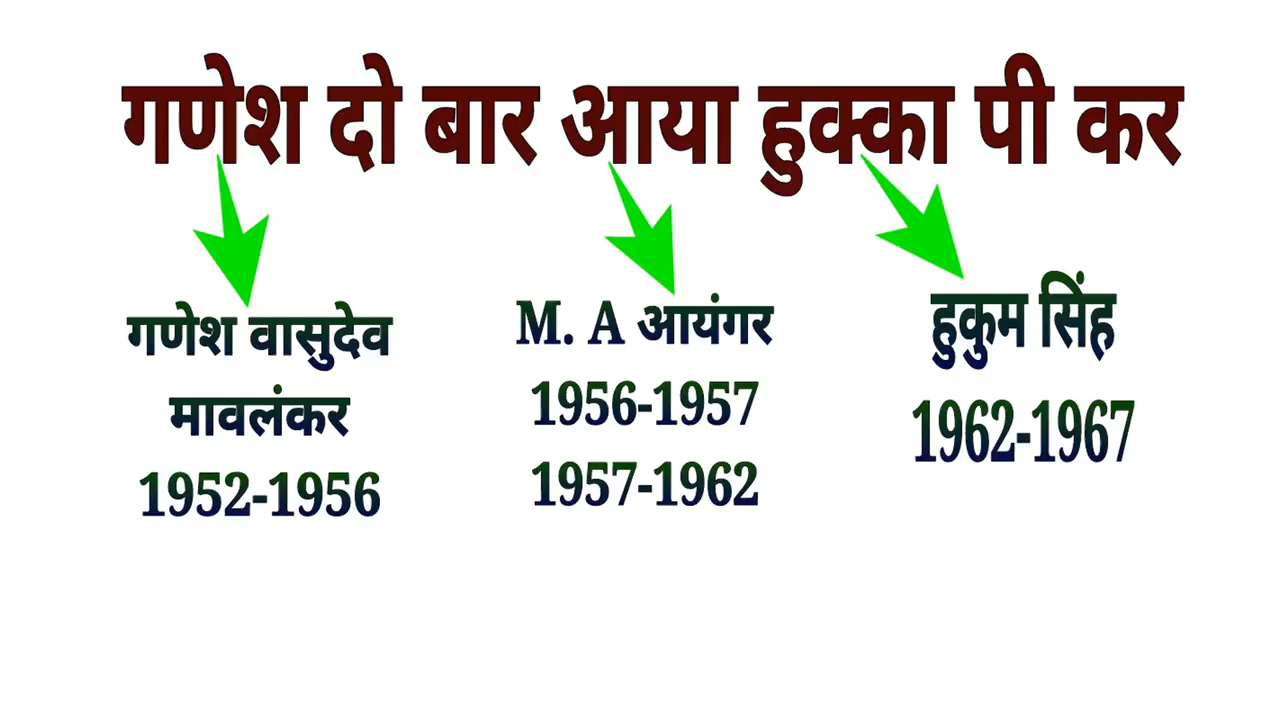 गणेश दो बार आया हुक्का पी कर
गणेश वासुदेव
मावलंकर
1952-1956
M. A आयंगर
1956-1957
1957-1962
हुकुम सिंह
1962-1967